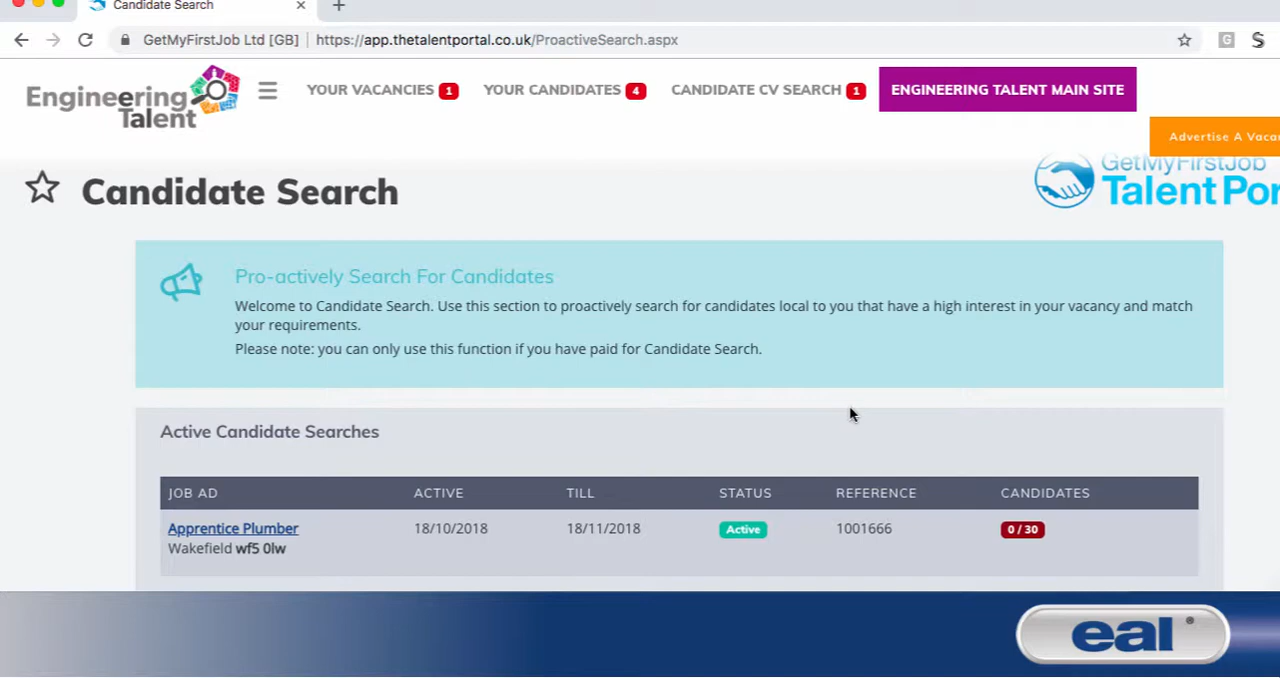 Candidate Search
GetMyFirstJob Ltd [GB] https://app.thetalentportal.co.uk/ProactiveSearch.aspx
G S
Engineering Talent
YOUR VACANCIES 1 YOUR CANDIDATES 4 CANDIDATE CV SEARCH 1 ENGINEERING TALENT MAIN SITE
Advertise A Vaca
Candidate Search
GetMyFirstJob
Talent Por
Pro-actively Search For Candidates
Welcome to Candidate Search. Use this section to proactively search for candidates local to you that have a high interest in your vacancy and match
your requirements.
Please note: you can only use this function if you have paid for Candidate Search.
Active Candidate Searches
JOB AD ACTIVE TILL STATUS REFERENCE CANDIDATES
Apprentice Plumber 18/10/2018 18/11/2018 Active 1001666 0 / 30
Wakefield wf5 0lw
eal ®